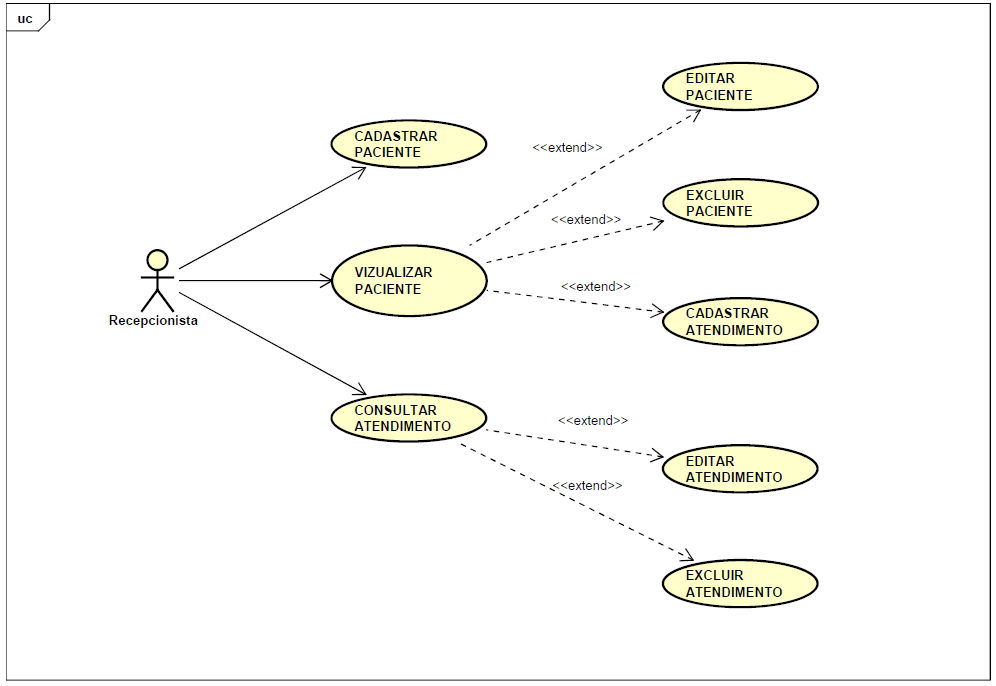 uc
EDITAR
PACIENTE
<<extend>>
CADASTRAR
PACIENTE
EXCLUIR
PACIENTE
<<extend>>
VIZUALIZAR
PACIENTE
<<extend>>
CADASTRAR
ATENDIMENTO
Recepcionista
CONSULTAR
ATENDIMENTO
<<extend>>
EDITAR
ATENDIMENTO
<<extend>>
EXCLUIR
ATENDIMENTO